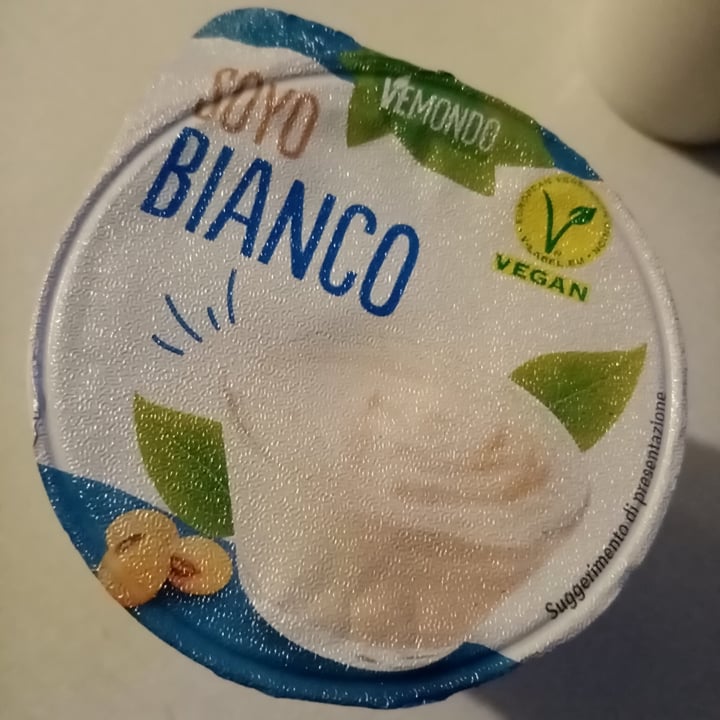 VEMONDO
SOYO
BIANCO
VEGAN
Suggerimento di presentazione